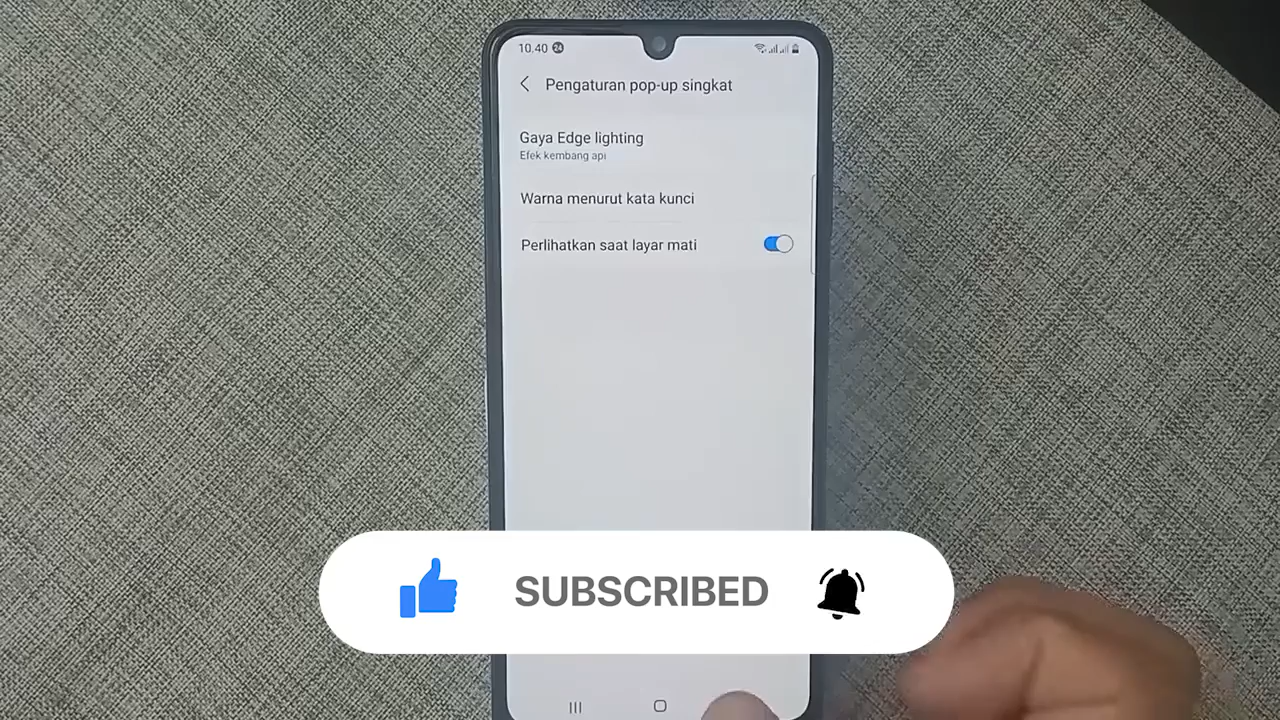 10.40 24
Pengaturan pop-up singkat
Gaya Edge lighting
Efek kembang api
Warna menurut kata kunci
Perlihatkan saat layar mati
SUBSCRIBED